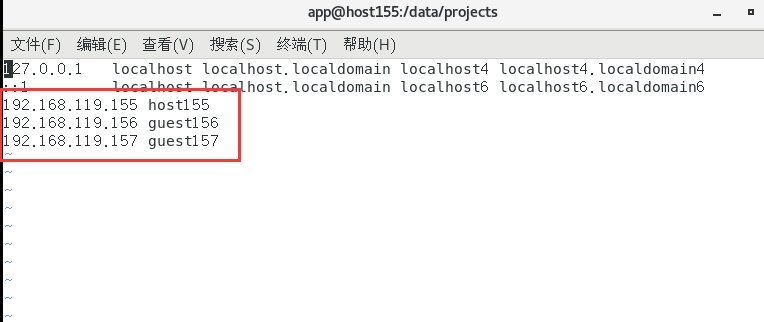 app@host155:/data/projects
文件(F) 编辑(E) 查看(V) 搜索(S) 终端(T) 帮助(H)
127.0.0.1 localhost localhost.localdomain localhost4 localhost4.localdomain4
::1 localhost localhost.localdomain localhost6 localhost6.localdomain6
192.168.119.155 host155
192.168.119.156 guest156
192.168.119.157 guest157
~
~
~
~
~
~
~
~
~
~